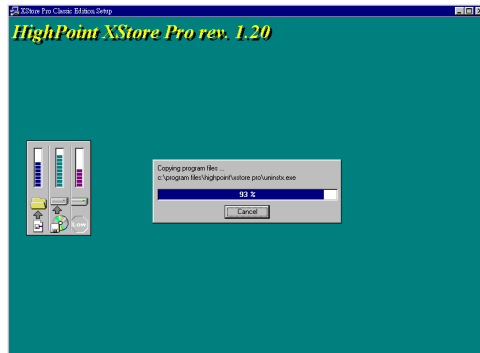 XStore Pro Classic Edition Setup
HighPoint XStore Pro rev. 1.20
Copying program files ...
c:\program files\highpoint\xstore pro\uninstx.exe
93 %
Cancel
Low